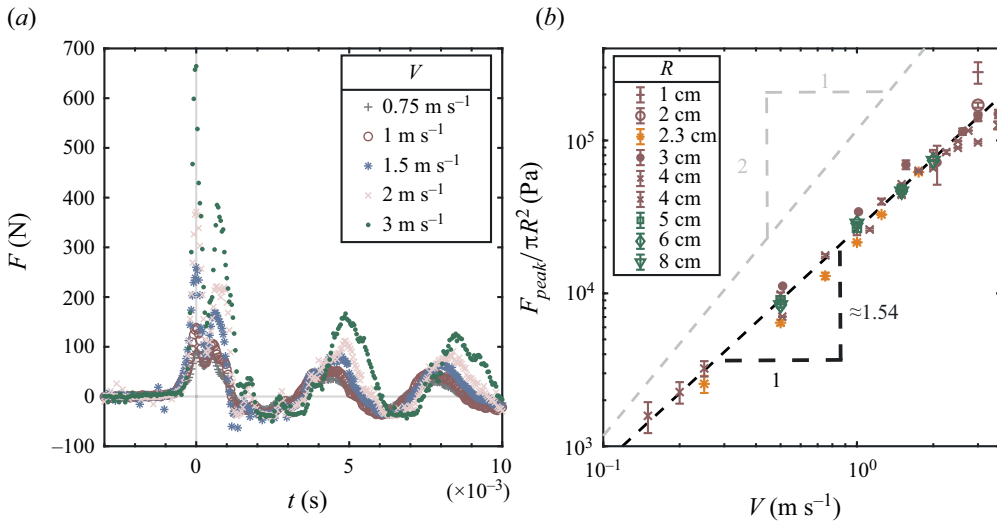 (a)
700
600
500
400
300
200
100
0
−100
F (N)
V
0.75 m s⁻¹
1 m s⁻¹
1.5 m s⁻¹
2 m s⁻¹
3 m s⁻¹
0 5 10
(×10⁻³)
t (s)
(b)
F_peak/πR² (Pa)
10⁵
10⁴
10³
R
1 cm
2 cm
2.3 cm
3 cm
4 cm
4 cm
5 cm
6 cm
8 cm
1
2
≈1.54
1
10⁻¹ 10⁰
V (m s⁻¹)